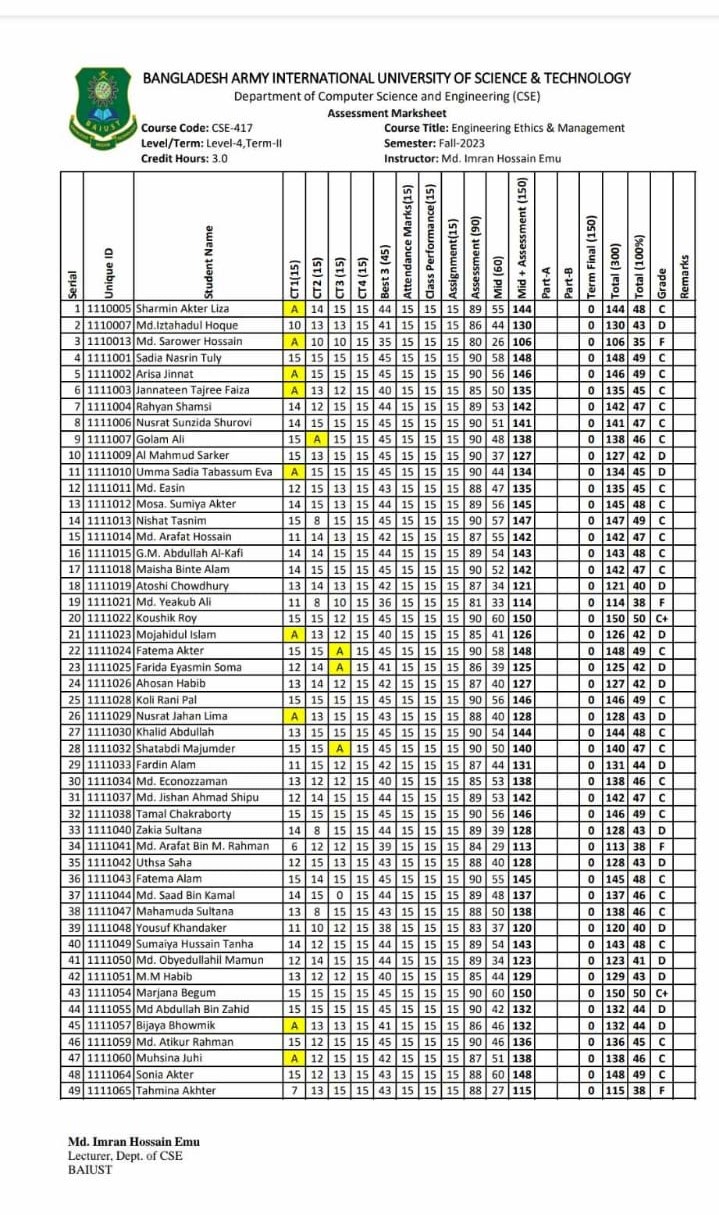 BAIUST
BANGLADESH ARMY INTERNATIONAL UNIVERSITY OF SCIENCE & TECHNOLOGY
Department of Computer Science and Engineering (CSE)
Assessment Marksheet
Course Code: CSE-417 Course Title: Engineering Ethics & Management
Level/Term: Level-4,Term-II Semester: Fall-2023
Credit Hours: 3.0 Instructor: Md. Imran Hossain Emu
Serial Unique ID Student Name CT1(15) CT2 (15) CT3 (15) CT4 (15) Best 3 (45) Attendance Marks(15) Class Performance(15) Assignment(15) Assessment (90) Mid (60) Mid + Assessment (150) Part-A Part-B Term Final (150) Total (300) Total (100%) Grade Remarks
1 1110005 Sharmin Akter Liza A 14 15 15 44 15 15 15 89 55 144 0 144 48 C
2 1110007 Md.Iztahadul Hoque 10 13 13 15 41 15 15 15 86 44 130 0 130 43 D
3 1110013 Md. Sarower Hossain A 10 10 15 35 15 15 15 80 26 106 0 106 35 F
4 1111001 Sadia Nasrin Tuly 15 15 15 15 45 15 15 15 90 58 148 0 148 49 C
5 1111002 Arisa Jinnat A 15 15 15 45 15 15 15 90 56 146 0 146 49 C
6 1111003 Jannateen Tajree Faiza A 13 12 15 40 15 15 15 85 50 135 0 135 45 C
7 1111004 Rahyan Shamsi 14 12 15 15 44 15 15 15 89 53 142 0 142 47 C
8 1111006 Nusrat Sunzida Shurovi 14 15 15 15 45 15 15 15 90 51 141 0 141 47 C
9 1111007 Golam Ali 15 A 15 15 45 15 15 15 90 48 138 0 138 46 C
10 1111009 Al Mahmud Sarker 15 13 15 15 45 15 15 15 90 37 127 0 127 42 D
11 1111010 Umma Sadia Tabassum Eva A 15 15 15 45 15 15 15 90 44 134 0 134 45 D
12 1111011 Md. Easin 12 15 13 15 43 15 15 15 88 47 135 0 135 45 C
13 1111012 Mosa. Sumiya Akter 14 15 13 15 44 15 15 15 89 56 145 0 145 48 C
14 1111013 Nishat Tasnim 15 8 15 15 45 15 15 15 90 57 147 0 147 49 C
15 1111014 Md. Arafat Hossain 11 14 13 15 42 15 15 15 87 55 142 0 142 47 C
16 1111015 G.M. Abdullah Al-Kafi 14 14 15 15 44 15 15 15 89 54 143 0 143 48 C
17 1111018 Maisha Binte Alam 14 15 15 15 45 15 15 15 90 52 142 0 142 47 C
18 1111019 Atoshi Chowdhury 13 14 13 15 42 15 15 15 87 34 121 0 121 40 D
19 1111021 Md. Yeakub Ali 11 8 10 15 36 15 15 15 81 33 114 0 114 38 F
20 1111022 Koushik Roy 15 15 12 15 45 15 15 15 90 60 150 0 150 50 C+
21 1111023 Mojahidul Islam A 13 12 15 40 15 15 15 85 41 126 0 126 42 D
22 1111024 Fatema Akter 15 15 A 15 45 15 15 15 90 58 148 0 148 49 C
23 1111025 Farida Eyasmin Soma 12 14 A 15 41 15 15 15 86 39 125 0 125 42 D
24 1111026 Ahosan Habib 13 14 12 15 42 15 15 15 87 40 127 0 127 42 D
25 1111028 Koli Rani Pal 15 15 15 15 45 15 15 15 90 56 146 0 146 49 C
26 1111029 Nusrat Jahan Lima A 13 15 15 43 15 15 15 88 40 128 0 128 43 D
27 1111030 Khalid Abdullah 13 15 15 15 45 15 15 15 90 54 144 0 144 48 C
28 1111032 Shatabdi Majumder 15 15 A 15 45 15 15 15 90 50 140 0 140 47 C
29 1111033 Fardin Alam 11 15 12 15 42 15 15 15 87 44 131 0 131 44 D
30 1111034 Md. Econozzaman 13 12 12 15 40 15 15 15 85 53 138 0 138 46 C
31 1111037 Md. Jishan Ahmad Shipu 12 14 15 15 44 15 15 15 89 53 142 0 142 47 C
32 1111038 Tamal Chakraborty 15 15 15 15 45 15 15 15 90 56 146 0 146 49 C
33 1111040 Zakia Sultana 14 8 15 15 44 15 15 15 89 39 128 0 128 43 D
34 1111041 Md. Arafat Bin M. Rahman 6 12 12 15 39 15 15 15 84 29 113 0 113 38 F
35 1111042 Uthsa Saha 12 15 13 15 43 15 15 15 88 40 128 0 128 43 D
36 1111043 Fatema Alam 15 14 15 15 45 15 15 15 90 55 145 0 145 48 C
37 1111044 Md. Saad Bin Kamal 14 15 0 15 44 15 15 15 89 48 137 0 137 46 C
38 1111047 Mahamuda Sultana 13 8 15 15 43 15 15 15 88 50 138 0 138 46 C
39 1111048 Yousuf Khandaker 11 10 12 15 38 15 15 15 83 37 120 0 120 40 D
40 1111049 Sumaiya Hussain Tanha 14 12 15 15 44 15 15 15 89 54 143 0 143 48 C
41 1111050 Md. Obyedullahil Mamun 12 14 15 15 44 15 15 15 89 34 123 0 123 41 D
42 1111051 M.M Habib 13 12 12 15 40 15 15 15 85 44 129 0 129 43 D
43 1111054 Marjana Begum 15 15 15 15 45 15 15 15 90 60 150 0 150 50 C+
44 1111055 Md Abdullah Bin Zahid 15 15 15 15 45 15 15 15 90 42 132 0 132 44 D
45 1111057 Bijaya Bhowmik A 13 13 15 41 15 15 15 86 46 132 0 132 44 D
46 1111059 Md. Atikur Rahman 15 12 15 15 45 15 15 15 90 46 136 0 136 45 C
47 1111060 Muhsina Juhi A 12 15 15 42 15 15 15 87 51 138 0 138 46 C
48 1111064 Sonia Akter 15 12 13 15 43 15 15 15 88 60 148 0 148 49 C
49 1111065 Tahmina Akhter 7 13 15 15 43 15 15 15 88 27 115 0 115 38 F
Md. Imran Hossain Emu
Lecturer, Dept. of CSE
BAIUST